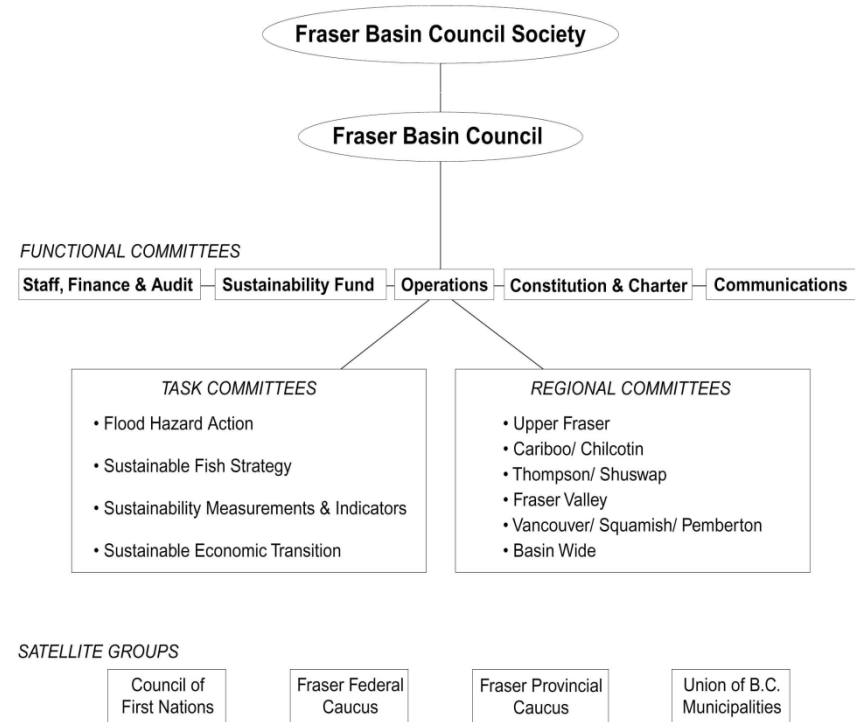 Fraser Basin Council Society
Fraser Basin Council
FUNCTIONAL COMMITTEES
Staff, Finance & Audit
Sustainability Fund
Operations
Constitution & Charter
Communications
TASK COMMITTEES
• Flood Hazard Action
• Sustainable Fish Strategy
• Sustainability Measurements & Indicators
• Sustainable Economic Transition
REGIONAL COMMITTEES
• Upper Fraser
• Cariboo/ Chilcotin
• Thompson/ Shuswap
• Fraser Valley
• Vancouver/ Squamish/ Pemberton
• Basin Wide
SATELLITE GROUPS
Council of
First Nations
Fraser Federal
Caucus
Fraser Provincial
Caucus
Union of B.C.
Municipalities